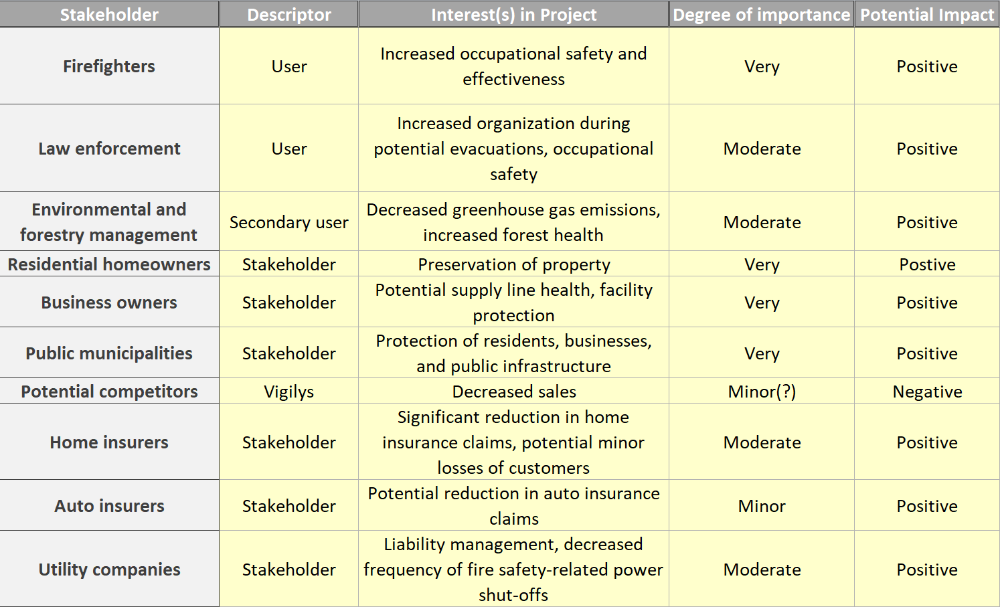 Stakeholder Descriptor Interest(s) in Project Degree of importance Potential Impact
Firefighters User Increased occupational safety and effectiveness Very Positive
Law enforcement User Increased organization during potential evacuations, occupational safety Moderate Positive
Environmental and forestry management Secondary user Decreased greenhouse gas emissions, increased forest health Moderate Positive
Residential homeowners Stakeholder Preservation of property Very Postive
Business owners Stakeholder Potential supply line health, facility protection Very Positive
Public municipalities Stakeholder Protection of residents, businesses, and public infrastructure Very Positive
Potential competitors Vigilys Decreased sales Minor(?) Negative
Home insurers Stakeholder Significant reduction in home insurance claims, potential minor losses of customers Moderate Positive
Auto insurers Stakeholder Potential reduction in auto insurance claims Minor Positive
Utility companies Stakeholder Liability management, decreased frequency of fire safety-related power shut-offs Moderate Positive